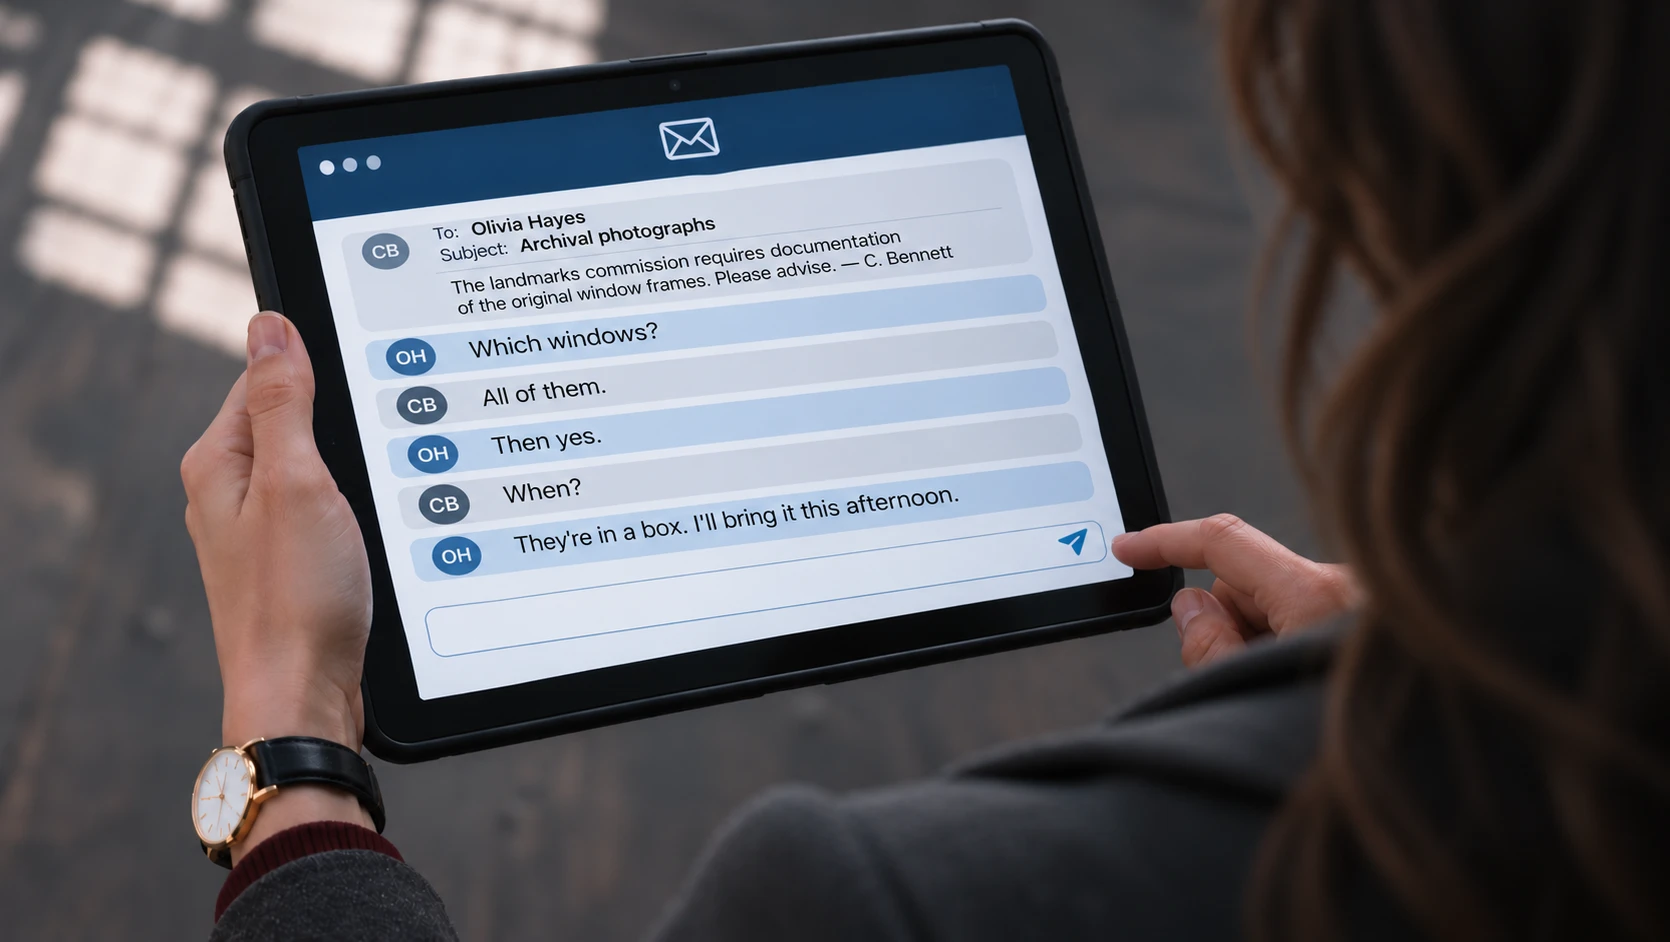 To: Olivia Hayes
Subject: Archival photographs
CB
The landmarks commission requires documentation
of the original window frames. Please advise. — C. Bennett
OH
Which windows?
CB
All of them.
OH
Then yes.
CB
When?
OH
They're in a box. I'll bring it this afternoon.